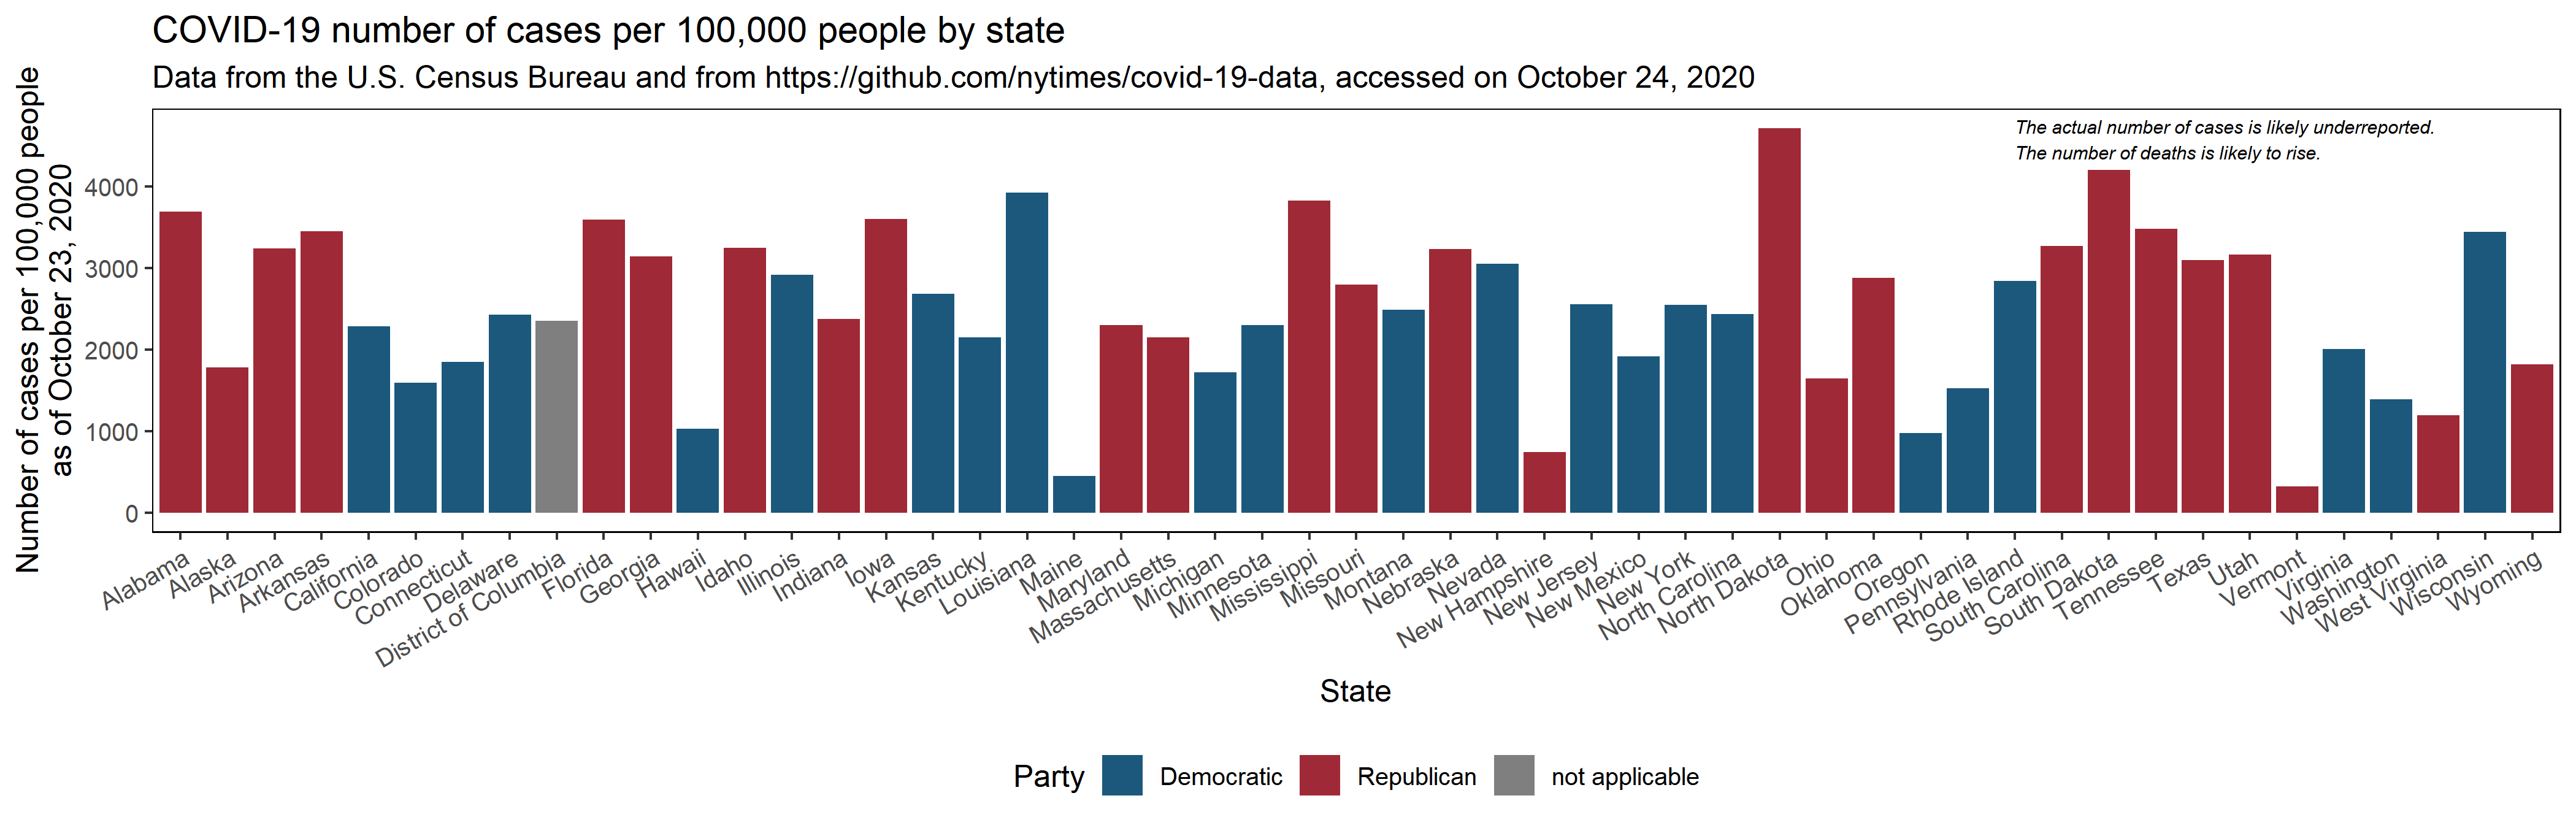 COVID-19 number of cases per 100,000 people by state
Data from the U.S. Census Bureau and from https://github.com/nytimes/covid-19-data, accessed on October 24, 2020
Number of cases per 100,000 people
as of October 23, 2020
The actual number of cases is likely underreported.
The number of deaths is likely to rise.
4000
3000
2000
1000
0
Alabama
Alaska
Arizona
Arkansas
California
Colorado
Connecticut
Delaware
District of Columbia
Florida
Georgia
Hawaii
Idaho
Illinois
Indiana
Iowa
Kansas
Kentucky
Louisiana
Maine
Maryland
Massachusetts
Michigan
Minnesota
Mississippi
Missouri
Montana
Nebraska
Nevada
New Hampshire
New Jersey
New Mexico
New York
North Carolina
North Dakota
Ohio
Oklahoma
Oregon
Pennsylvania
Rhode Island
South Carolina
South Dakota
Tennessee
Texas
Utah
Vermont
Virginia
Washington
West Virginia
Wisconsin
Wyoming
State
Party Democratic Republican not applicable